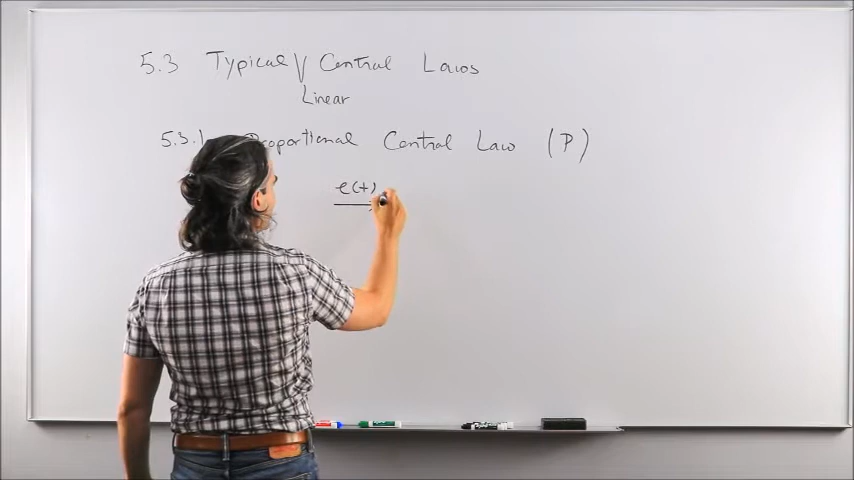 5.3 Typical Control Laws
Linear
5.3.1 Proportional Control Law (P)
e(t)